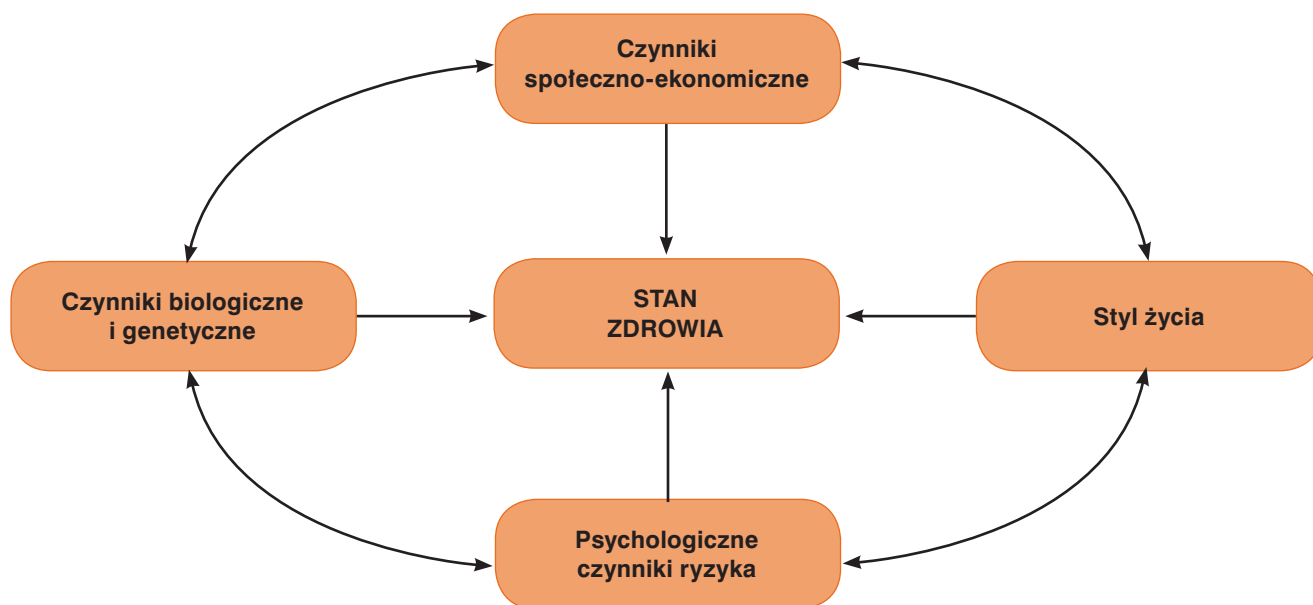 Czynniki
społeczno-ekonomiczne
Czynniki biologiczne
i genetyczne
STAN
ZDROWIA
Styl życia
Psychologiczne
czynniki ryzyka